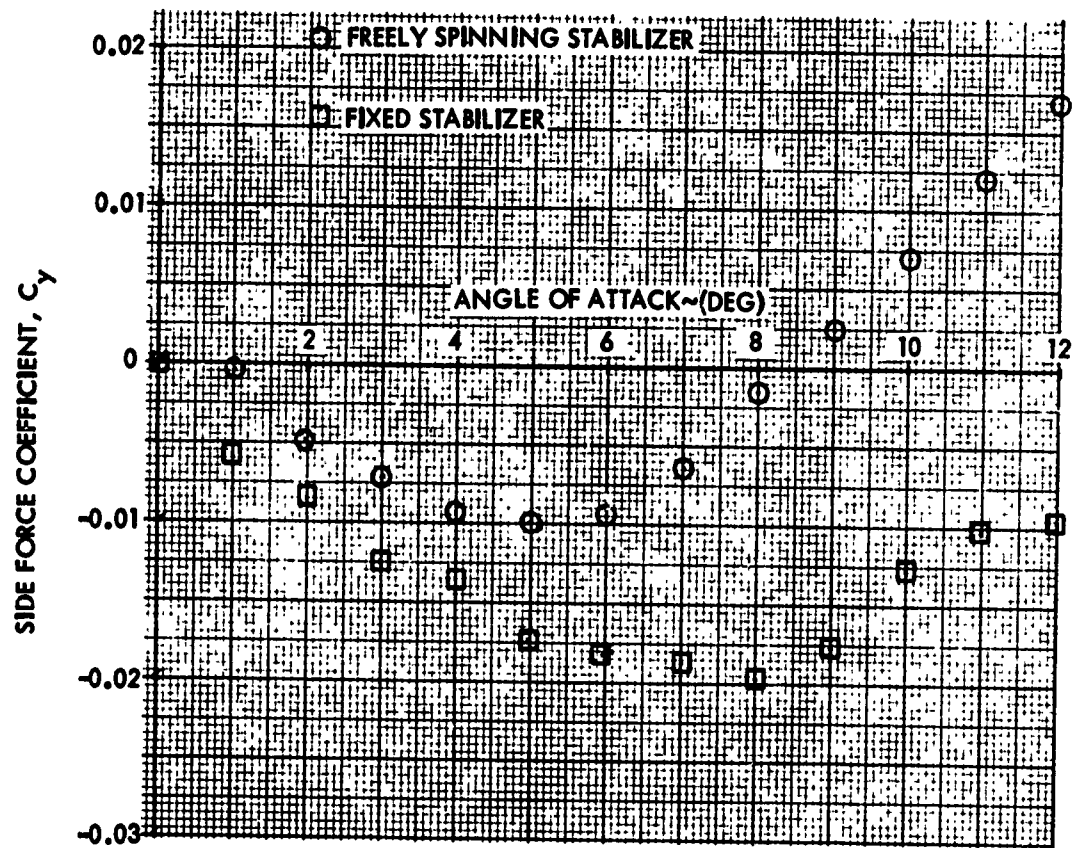 0.02
FREELY SPINNING STABILIZER
FIXED STABILIZER
0.01
SIDE FORCE COEFFICIENT, Cy
ANGLE OF ATTACK~(DEG)
0
2 4 6 8 10 12
-0.01
-0.02
-0.03